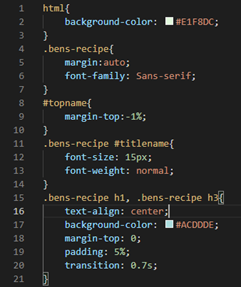 1 html{
2 background-color: #E1F8DC;
3 }
4 .bens-recipe{
5 margin:auto;
6 font-family: Sans-serif;
7 }
8 #topname{
9 margin-top:-1%;
10 }
11 .bens-recipe #titlename{
12 font-size: 15px;
13 font-weight: normal;
14 }
15 .bens-recipe h1, .bens-recipe h3{
16 text-align: center;
17 background-color: #ACDDDE;
18 margin-top: 0;
19 padding: 5%;
20 transition: 0.7s;
21 }